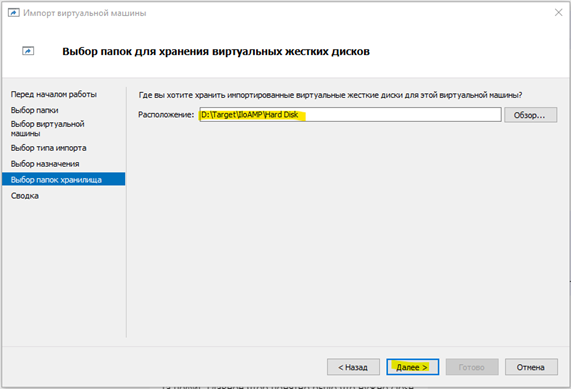 Импорт виртуальной машины
Выбор папок для хранения виртуальных жестких дисков
Перед началом работы
Выбор папки
Выбор виртуальной
машины
Выбор типа импорта
Выбор назначения
Выбор папок хранилища
Сводка
Где вы хотите хранить импортированные виртуальные жесткие диски для этой виртуальной машины?
Расположение: D:\Target\IloAMP\Hard Disk Обзор...
< Назад Далее > Готово Отмена